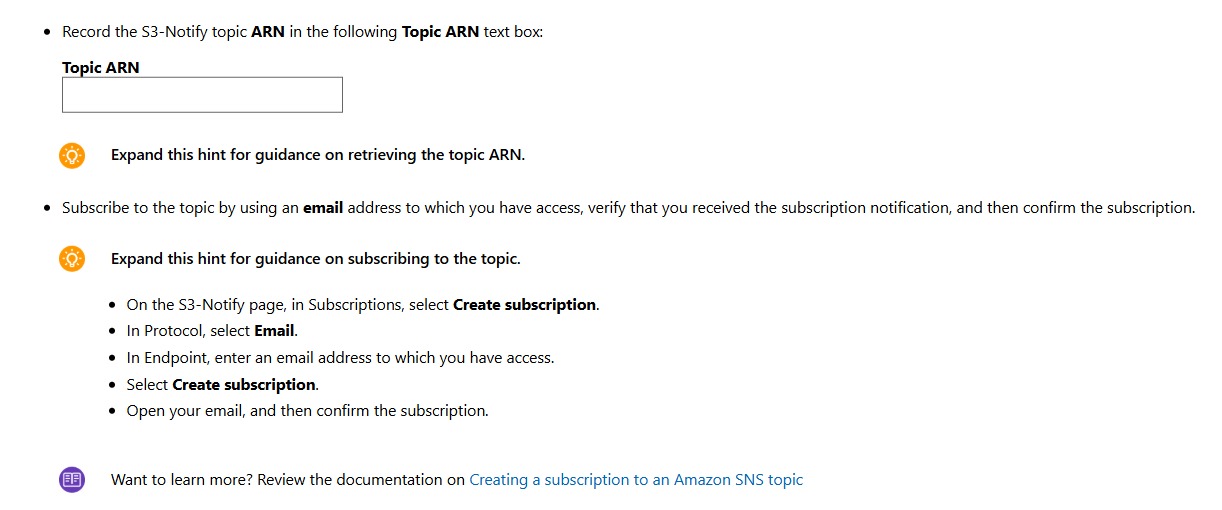 Record the S3-Notify topic ARN in the following Topic ARN text box:
Topic ARN
Expand this hint for guidance on retrieving the topic ARN.
Subscribe to the topic by using an email address to which you have access, verify that you received the subscription notification, and then confirm the subscription.
Expand this hint for guidance on subscribing to the topic.
On the S3-Notify page, in Subscriptions, select Create subscription.
In Protocol, select Email.
In Endpoint, enter an email address to which you have access.
Select Create subscription.
Open your email, and then confirm the subscription.
Want to learn more? Review the documentation on Creating a subscription to an Amazon SNS topic